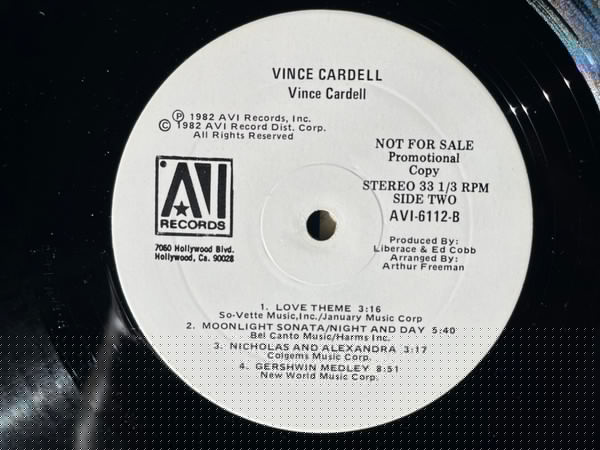 VINCE CARDELL
Vince Cardell
Ⓟ 1982 AVI Records, Inc.
© 1982 AVI Record Dist. Corp.
All Rights Reserved
AVI
RECORDS
7060 Hollywood Blvd.
Hollywood, Ca. 90028
NOT FOR SALE
Promotional
Copy
STEREO 33 1/3 RPM
SIDE TWO
AVI-6112-B
Produced By:
Liberace & Ed Cobb
Arranged By:
Arthur Freeman
1. LOVE THEME 3:16
So-Vette Music,Inc./January Music Corp
2. MOONLIGHT SONATA/NIGHT AND DAY 5:40
Bel Canto Music/Harms Inc.
3. NICHOLAS AND ALEXANDRA 3:17
Colgems Music Corp.
4. GERSHWIN MEDLEY 8:51
New World Music Corp.